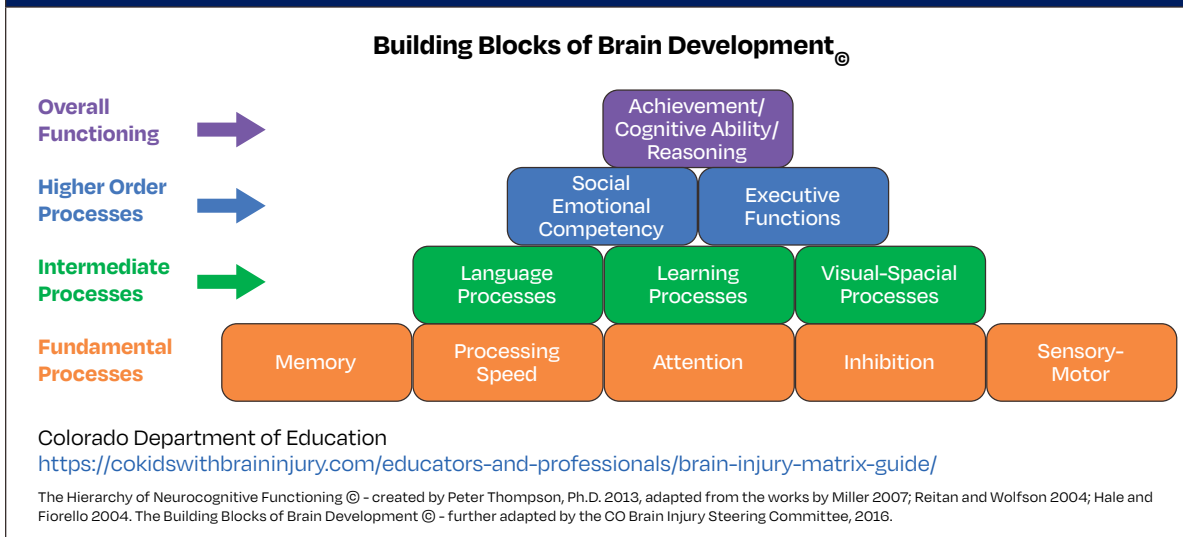 Building Blocks of Brain Development©
Overall
Functioning
Achievement/
Cognitive Ability/
Reasoning
Higher Order
Processes
Social
Emotional
Competency
Executive
Functions
Intermediate
Processes
Language
Processes
Learning
Processes
Visual-Spacial
Processes
Fundamental
Processes
Memory
Processing
Speed
Attention
Inhibition
Sensory-
Motor
Colorado Department of Education
https://cokidswithbraininjury.com/educators-and-professionals/brain-injury-matrix-guide/
The Hierarchy of Neurocognitive Functioning © - created by Peter Thompson, Ph.D. 2013, adapted from the works by Miller 2007; Reitan and Wolfson 2004; Hale and
Fiorello 2004. The Building Blocks of Brain Development © - further adapted by the CO Brain Injury Steering Committee, 2016.